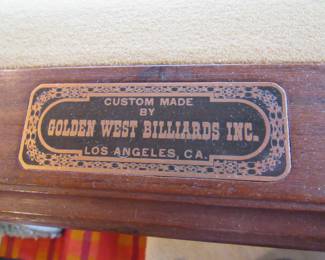 CUSTOM MADE
BY
GOLDEN WEST BILLIARDS INC.
LOS ANGELES, CA.